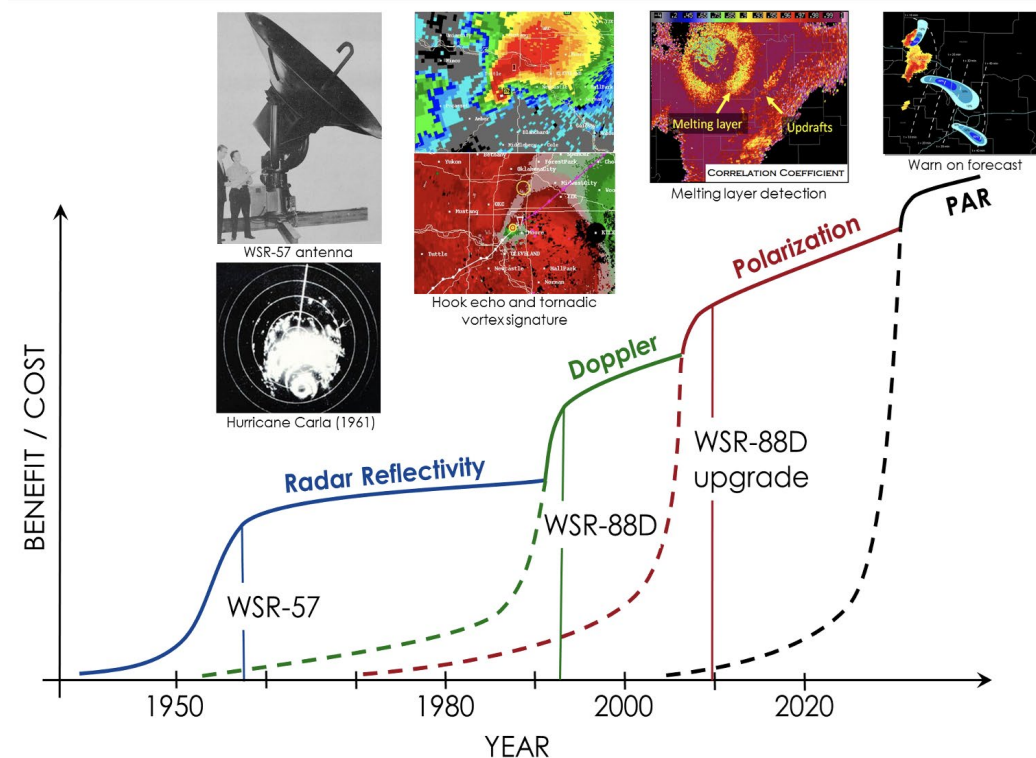 WSR-57 antenna
Hurricane Carla (1961)
Hook echo and tornadic
vortex signature
Melting layer
Updrafts
CORRELATION COEFFICIENT
Melting layer detection
Warn on forecast
BENEFIT / COST
Radar Reflectivity
Doppler
Polarization
PAR
WSR-57
WSR-88D
WSR-88D
upgrade
1950
1980
2000
2020
YEAR